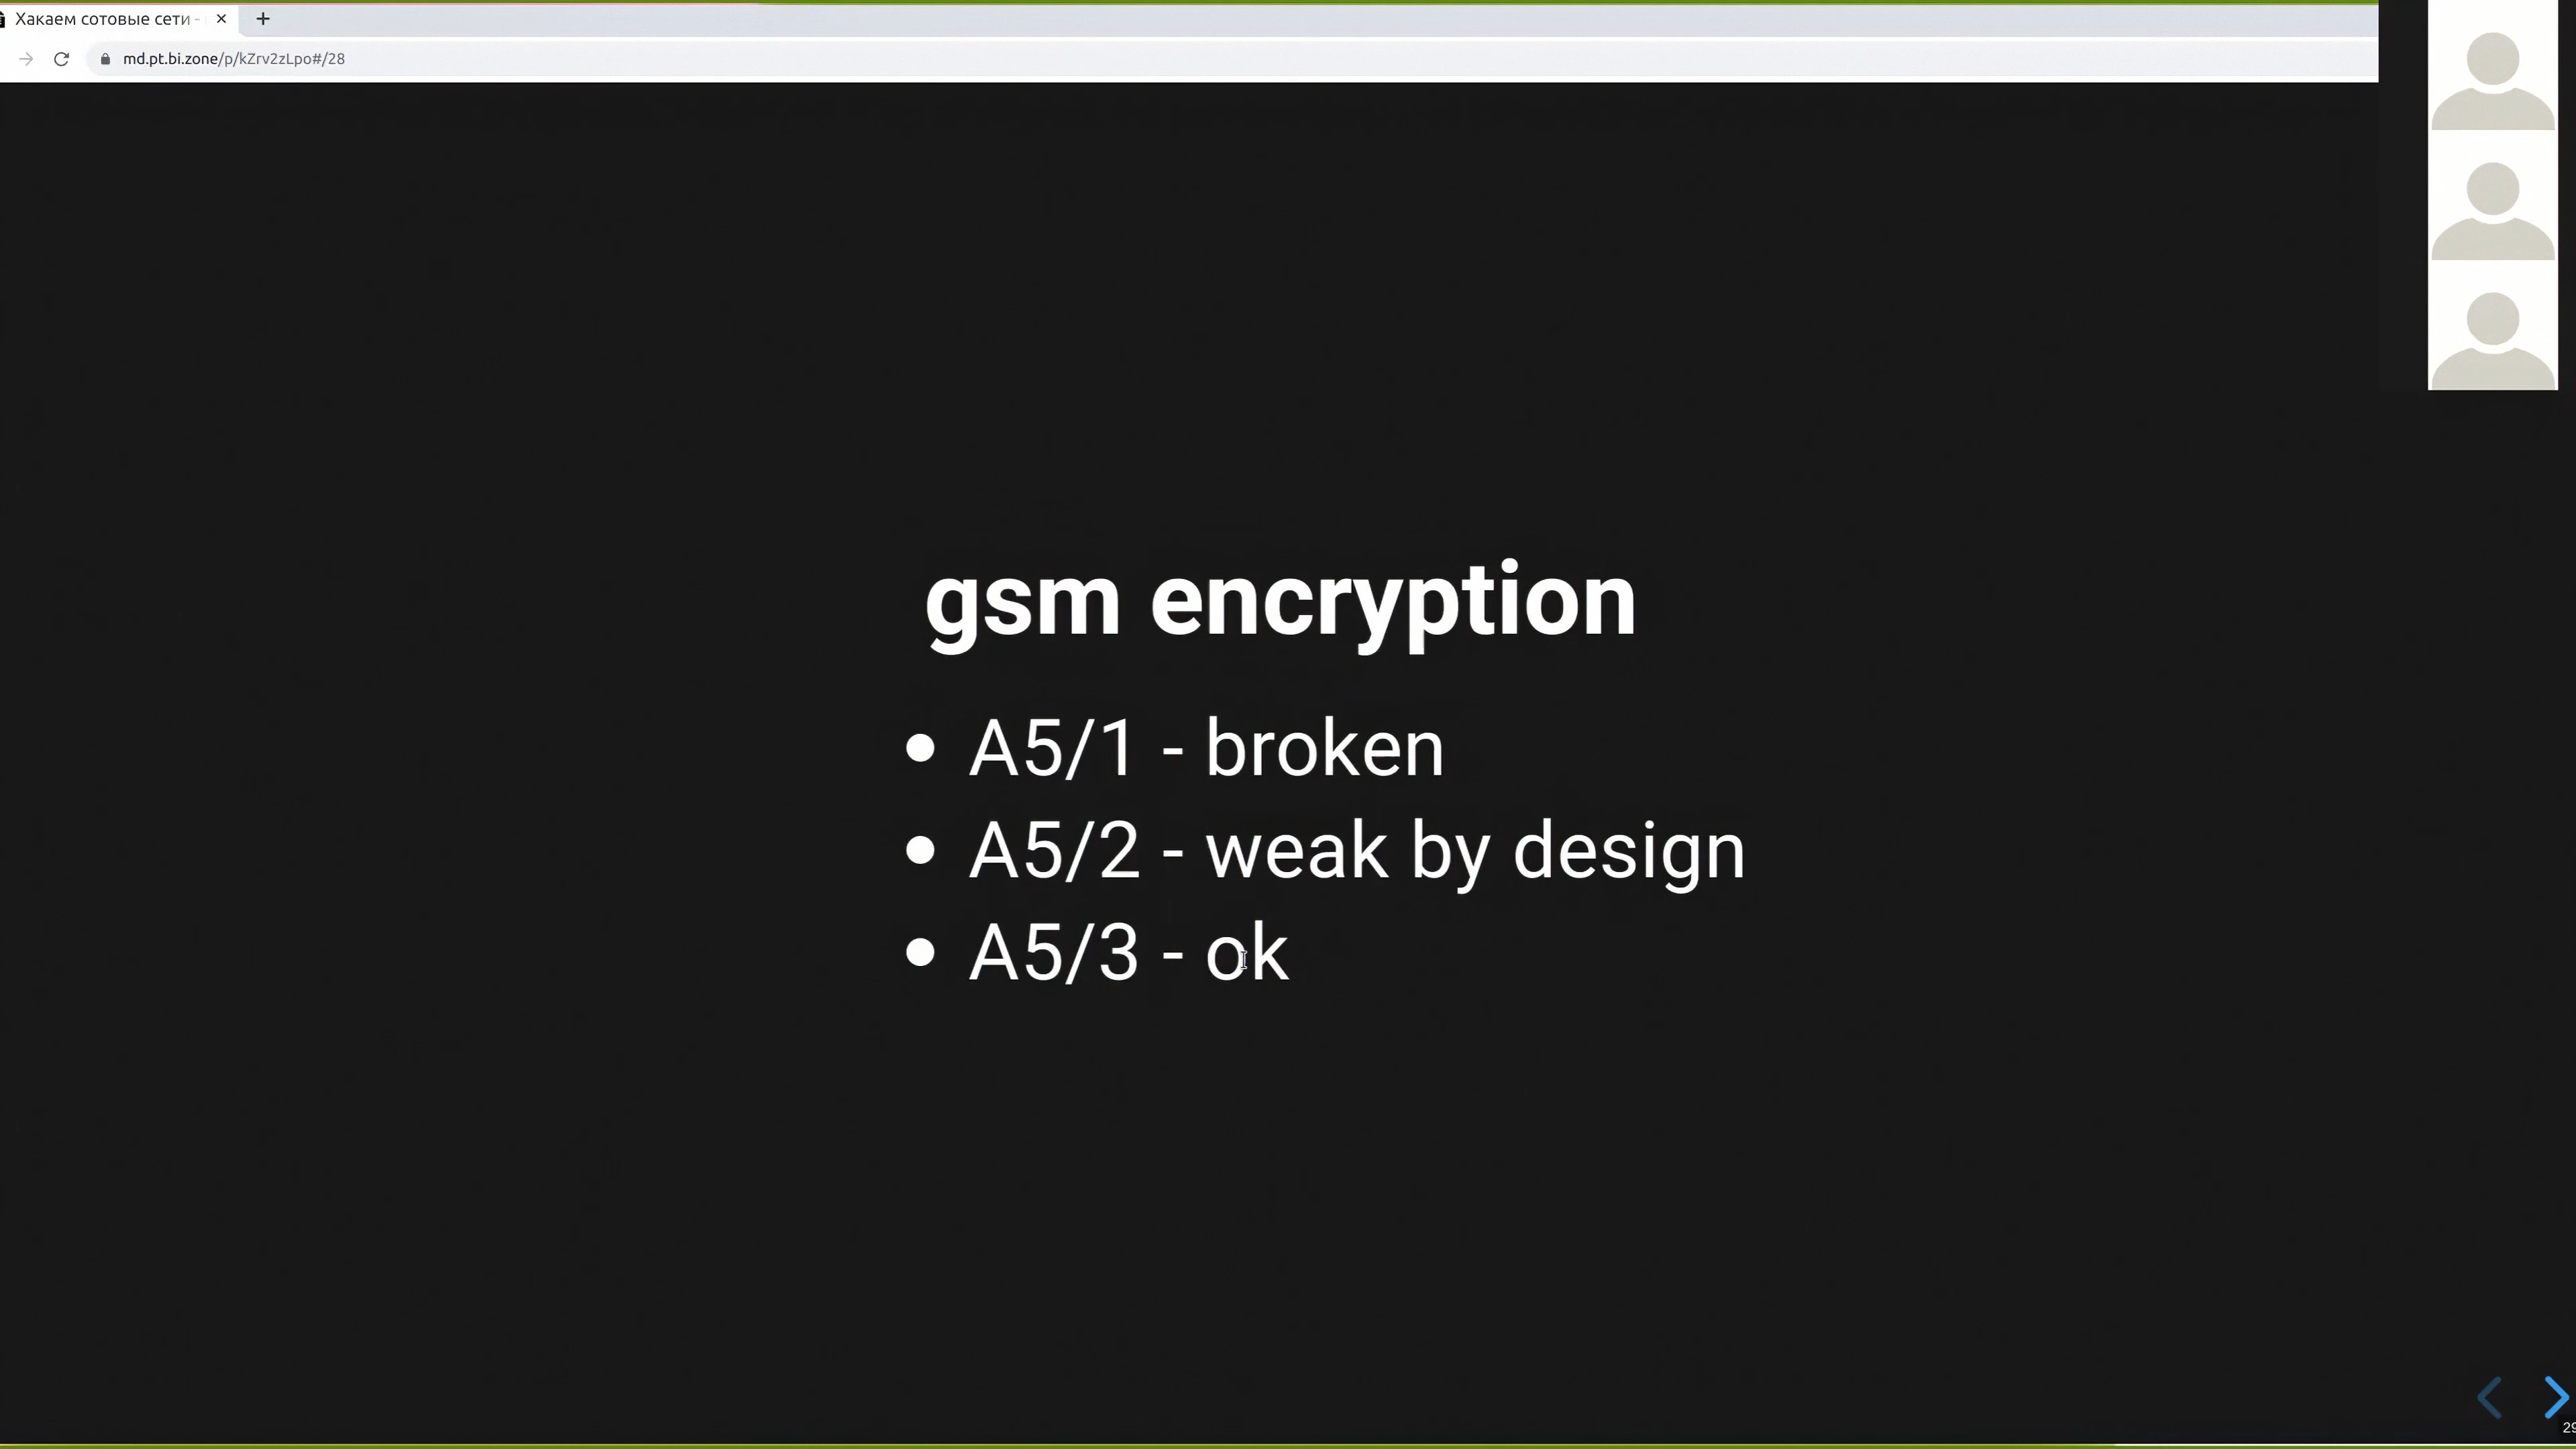 Хакаем сотовые сети -
md.pt.bi.zone/p/kZrv2zLpo#/28
gsm encryption
• A5/1 - broken
• A5/2 - weak by design
• A5/3 - ok
29